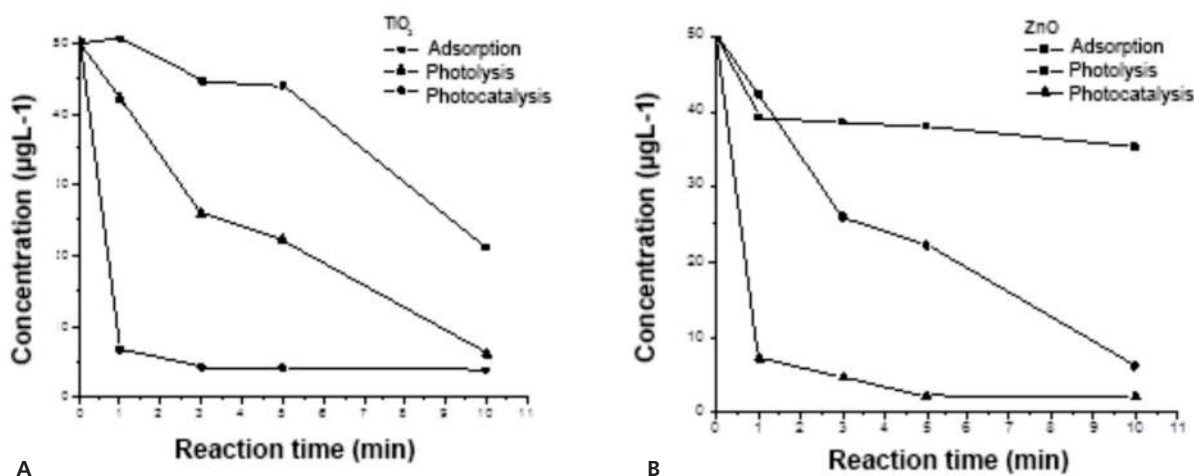 TiO2
Adsorption
Photolysis
Photocatalysis
Concentration (µgL-1)
50
40
0
0 1 2 3 4 5 6 7 8 9 10 11
Reaction time (min)
A
ZnO
Adsorption
Photolysis
Photocatalysis
Concentration (µgL-1)
50
40
30
20
10
0
0 1 2 3 4 5 6 7 8 9 10 11
Reaction time (min)
B